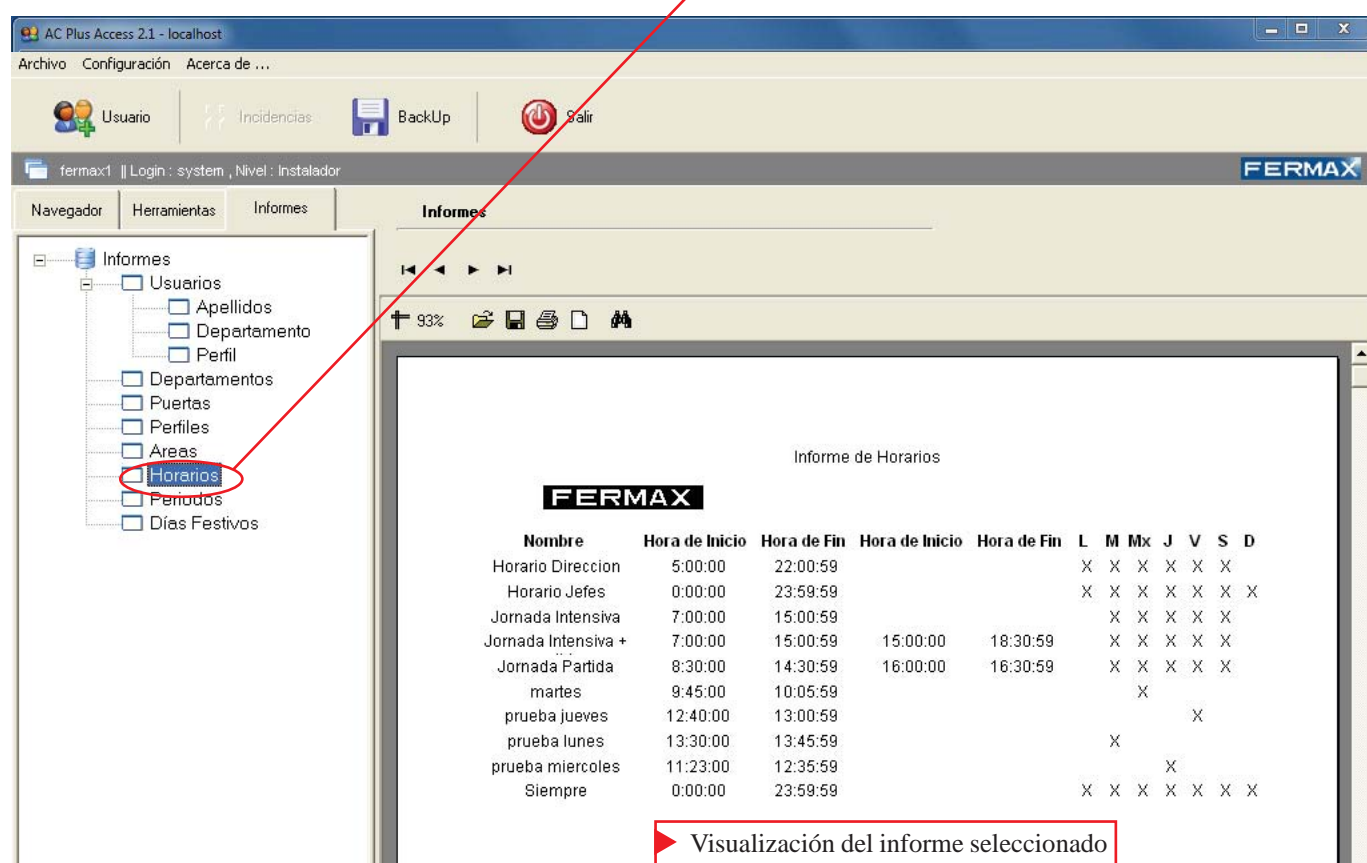 AC Plus Access 2.1 - localhost
Archivo Configuración Acerca de ...
Usuario Incidencias BackUp Salir
fermax1 || Login : system , Nivel : Instalador FERMAX
Navegador Herramientas Informes
Informes
Informes
Usuarios
Apellidos
Departamento
Perfil
Departamentos
Puertas
Perfiles
Areas
Horarios
Periodos
Días Festivos
93%
Informe de Horarios
FERMAX
Nombre Hora de Inicio Hora de Fin Hora de Inicio Hora de Fin L M Mx J V S D
Horario Direccion 5:00:00 22:00:59 X X X X X X
Horario Jefes 0:00:00 23:59:59 X X X X X X X
Jornada Intensiva 7:00:00 15:00:59 X X X X X
Jornada Intensiva + 7:00:00 15:00:59 15:00:00 18:30:59 X X X X X
Jornada Partida 8:30:00 14:30:59 16:00:00 16:30:59 X X X X X
martes 9:45:00 10:05:59 X
prueba jueves 12:40:00 13:00:59 X
prueba lunes 13:30:00 13:45:59 X
prueba miercoles 11:23:00 12:35:59 X
Siempre 0:00:00 23:59:59 X X X X X X X
Visualización del informe seleccionado